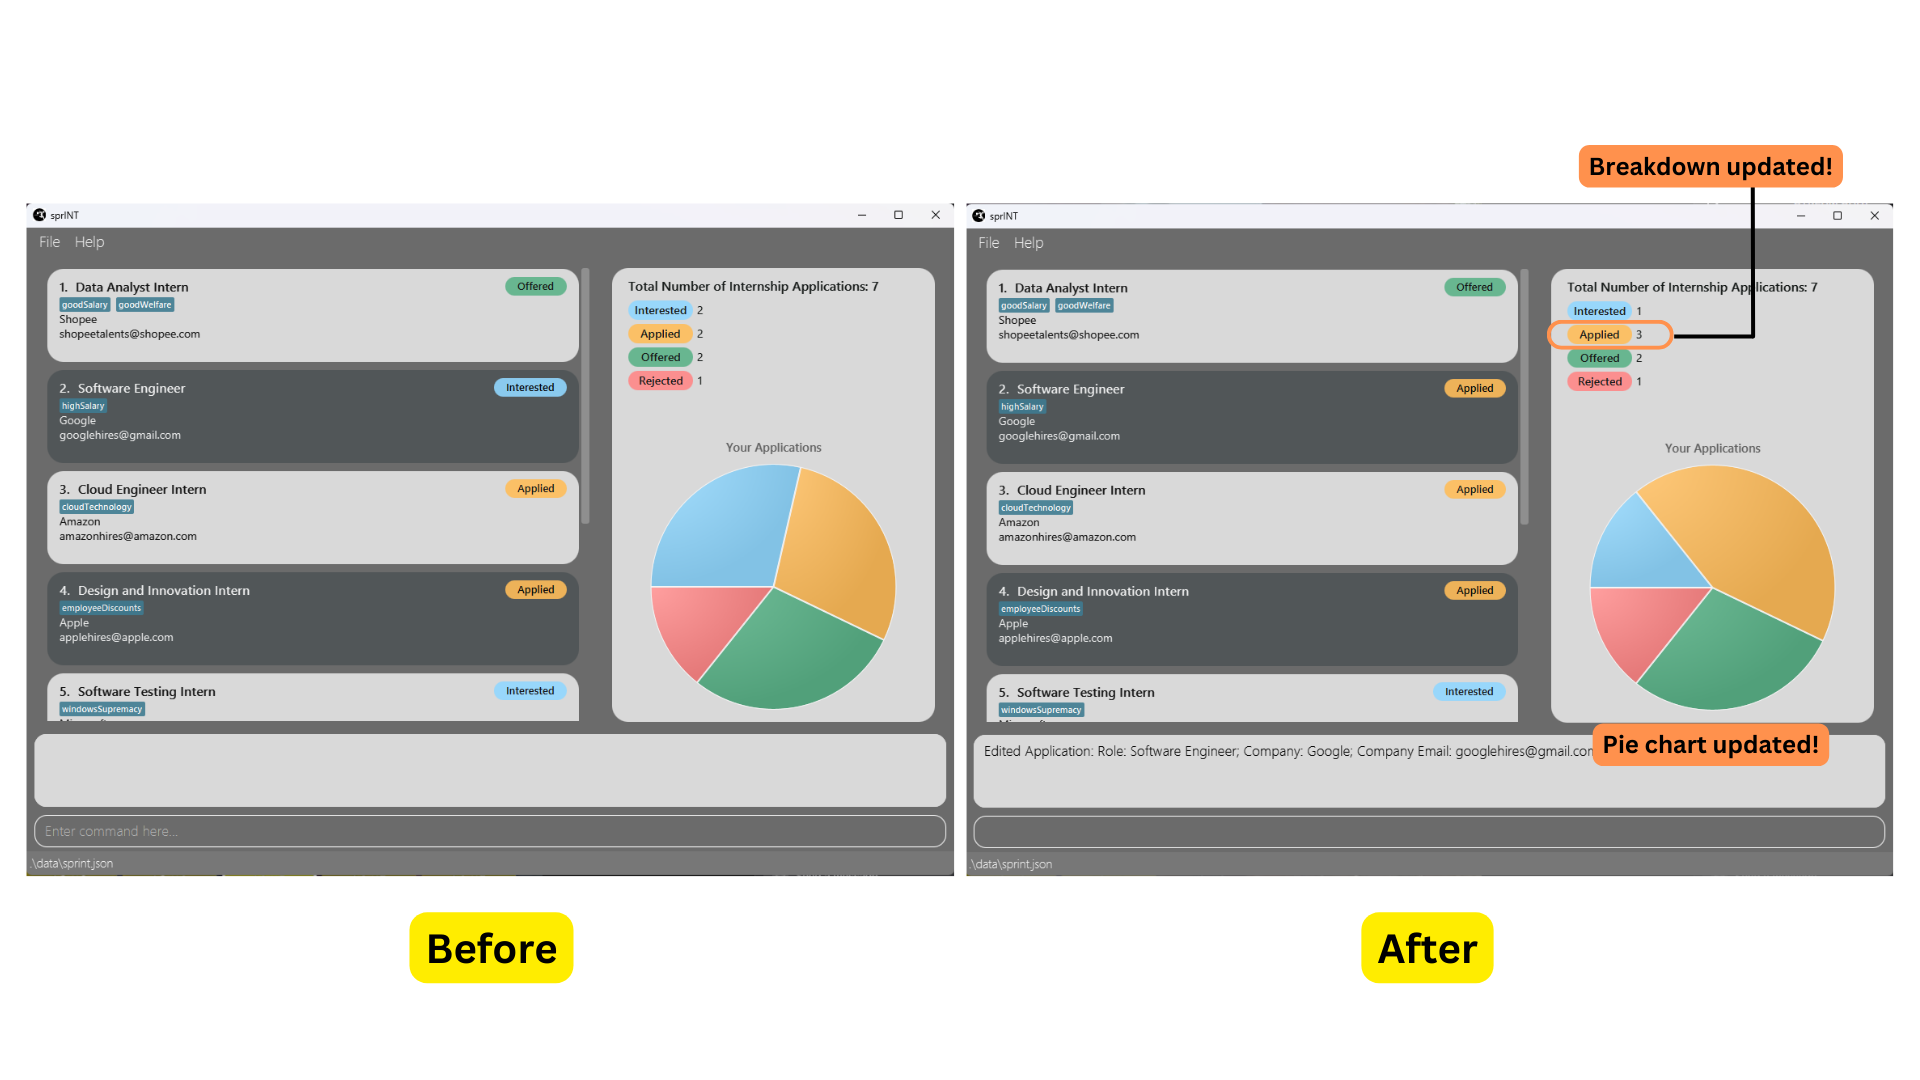 Breakdown updated!
sprINT
File Help
1. Data Analyst Intern
Offered
goodSalary goodWelfare
Shopee
shopeetalents@shopee.com
2. Software Engineer
Interested
highSalary
Google
googlehires@gmail.com
3. Cloud Engineer Intern
Applied
cloudTechnology
Amazon
amazonhires@amazon.com
4. Design and Innovation Intern
Applied
employeeDiscounts
Apple
applehires@apple.com
5. Software Testing Intern
Interested
windowsSupremacy
Total Number of Internship Applications: 7
Interested 2
Applied 2
Offered 2
Rejected 1
Your Applications
Enter command here...
.\data\sprint.json
Before
sprINT
File Help
1. Data Analyst Intern
Offered
goodSalary goodWelfare
Shopee
shopeetalents@shopee.com
2. Software Engineer
Applied
highSalary
Google
googlehires@gmail.com
3. Cloud Engineer Intern
Applied
cloudTechnology
Amazon
amazonhires@amazon.com
4. Design and Innovation Intern
Applied
employeeDiscounts
Apple
applehires@apple.com
5. Software Testing Intern
Interested
windowsSupremacy
Total Number of Internship Applications: 7
Interested 1
Applied 3
Offered 2
Rejected 1
Your Applications
Pie chart updated!
Edited Application: Role: Software Engineer; Company: Google; Company Email: googlehires@gmail.com
.\data\sprint.json
After